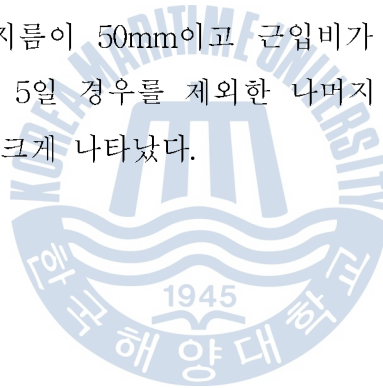 지름이 50mm이고 근입비가
5일 경우를 제외한 나머지
크게 나타났다.
KOREA MARITIME UNIVERSITY
1945
한국해양대학교